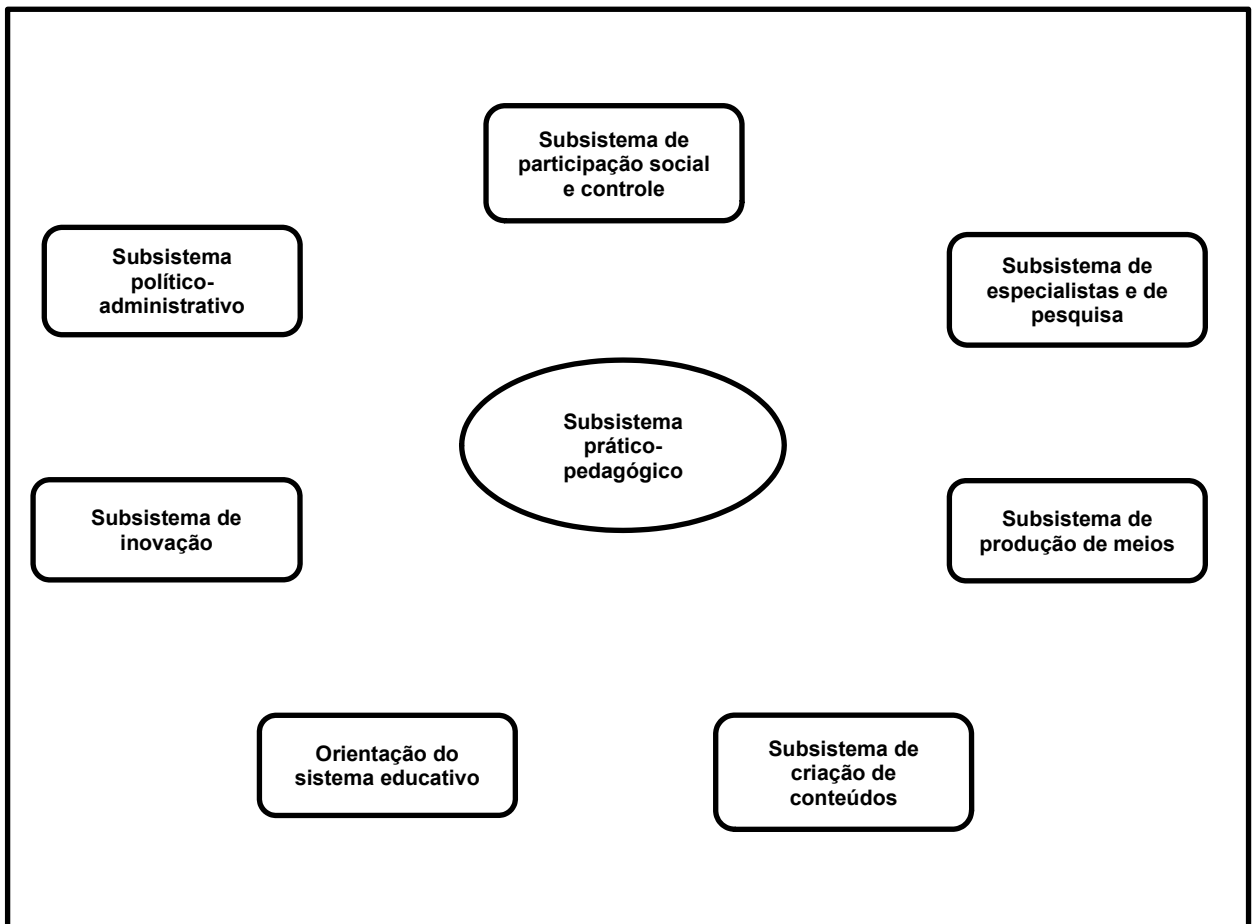 Subsistema de
participação social
e controle
Subsistema
político-
administrativo
Subsistema de
especialistas e de
pesquisa
Subsistema
prático-
pedagógico
Subsistema de
inovação
Subsistema de
produção de meios
Orientação do
sistema educativo
Subsistema de
criação de
conteúdos